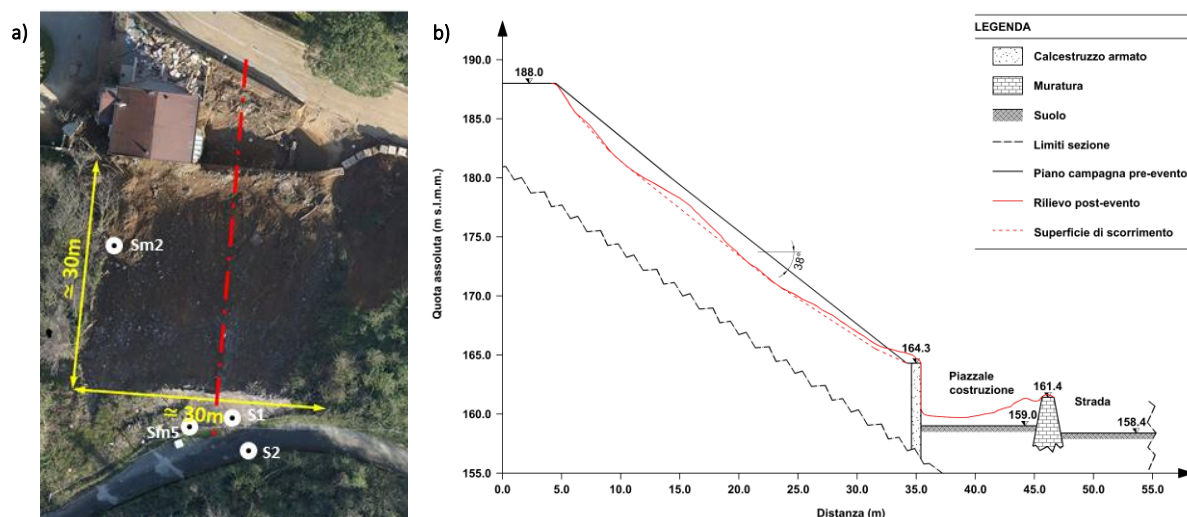 a)
Sm2
≃ 30m
≃ 30m
S1
Sm5
S2
b)
Quota assoluta (m s.l.m.m.)
190.0
185.0
180.0
175.0
170.0
165.0
160.0
155.0
188.0
38°
164.3
Piazzale
costruzione
161.4
Strada
159.0
158.4
0.0 5.0 10.0 15.0 20.0 25.0 30.0 35.0 40.0 45.0 50.0 55.0
Distanza (m)
LEGENDA
Calcestruzzo armato
Muratura
Suolo
Limiti sezione
Piano campagna pre-evento
Rilievo post-evento
Superficie di scorrimento